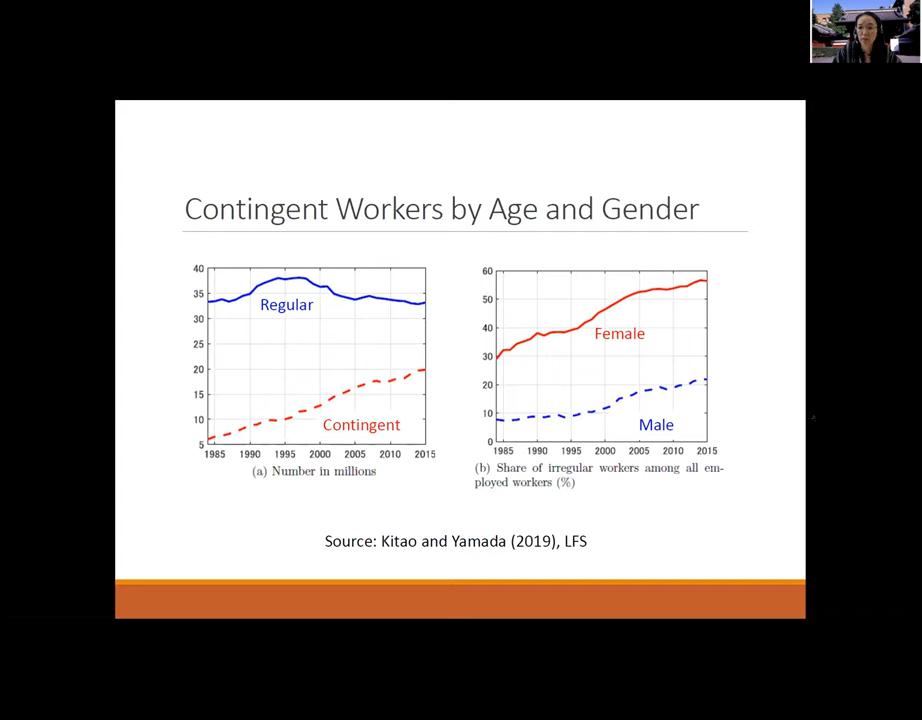 Contingent Workers by Age and Gender
40
35
30
25
20
15
10
5
Regular
Contingent
1985 1990 1995 2000 2005 2010 2015
(a) Number in millions
60
50
40
30
20
10
0
Female
Male
1985 1990 1995 2000 2005 2010 2015
(b) Share of irregular workers among all em-
ployed workers (%)
Source: Kitao and Yamada (2019), LFS